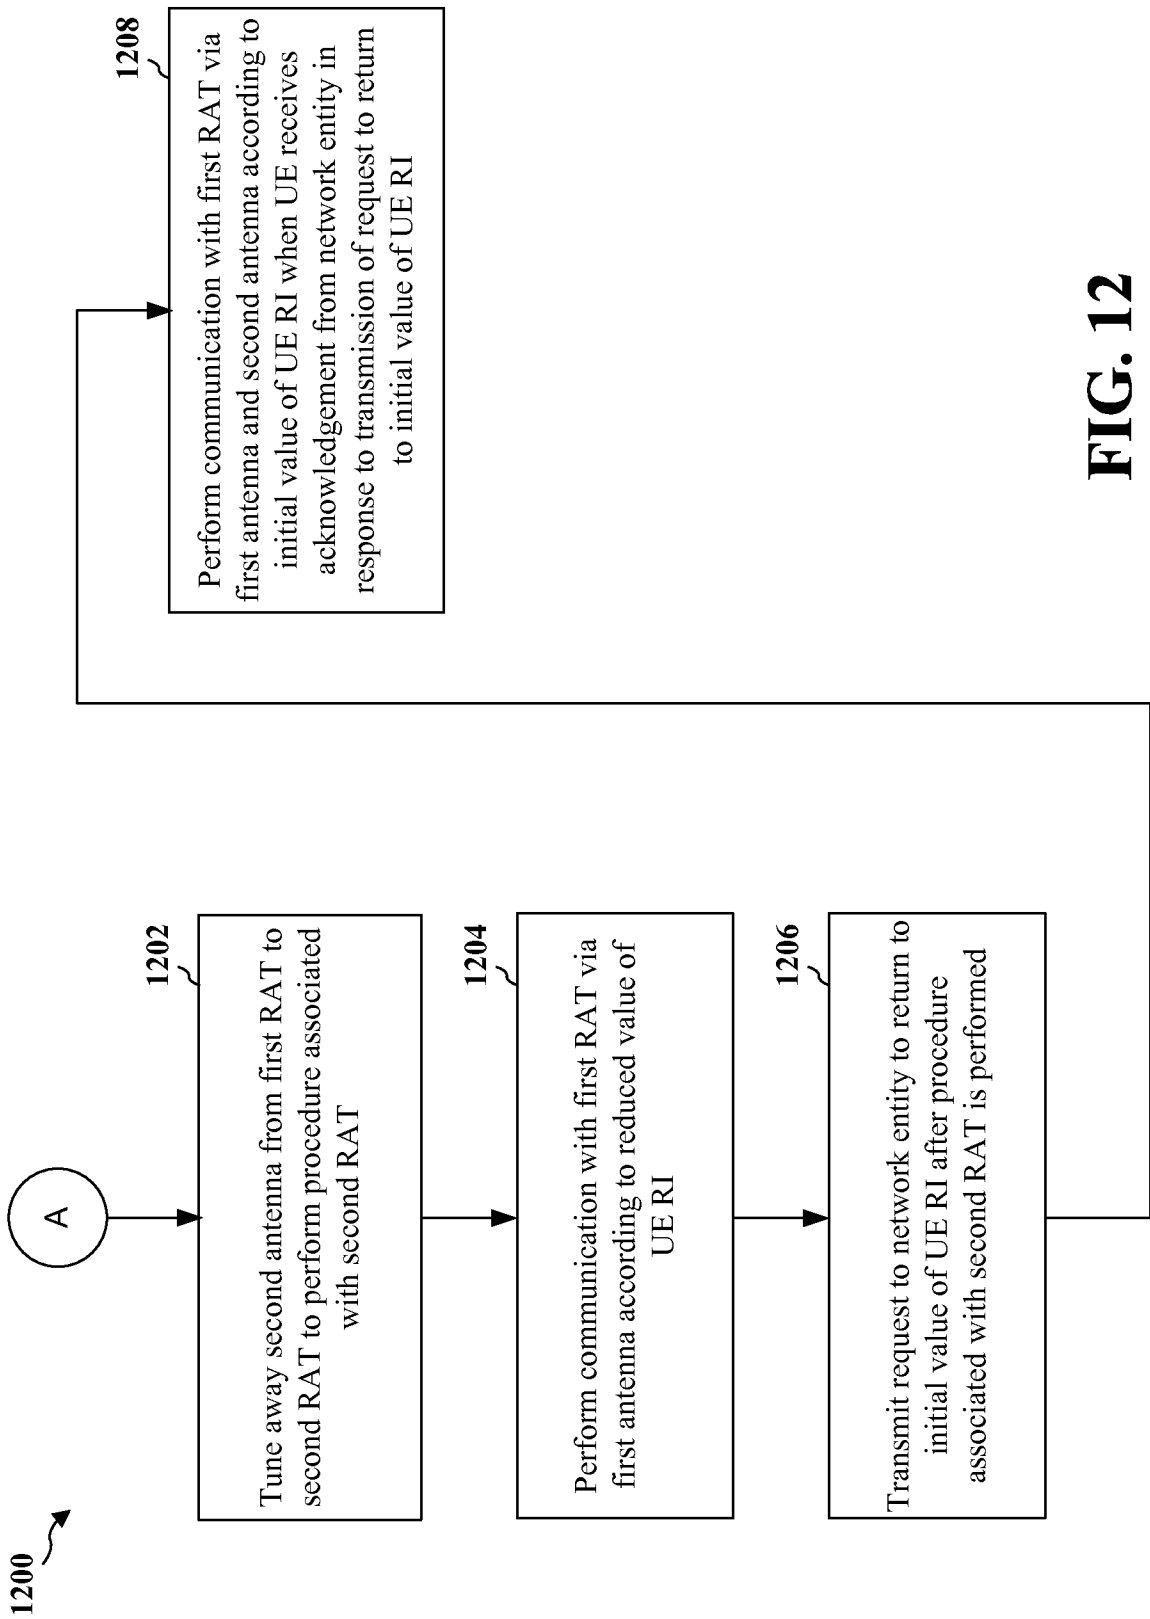 1200
A
1202
Tune away second antenna from first RAT to
second RAT to perform procedure associated
with second RAT
1204
Perform communication with first RAT via
first antenna according to reduced value of
UE RI
1206
Transmit request to network entity to return to
initial value of UE RI after procedure
associated with second RAT is performed
1208
Perform communication with first RAT via
first antenna and second antenna according to
initial value of UE RI when UE receives
acknowledgement from network entity in
response to transmission of request to return
to initial value of UE RI
FIG. 12